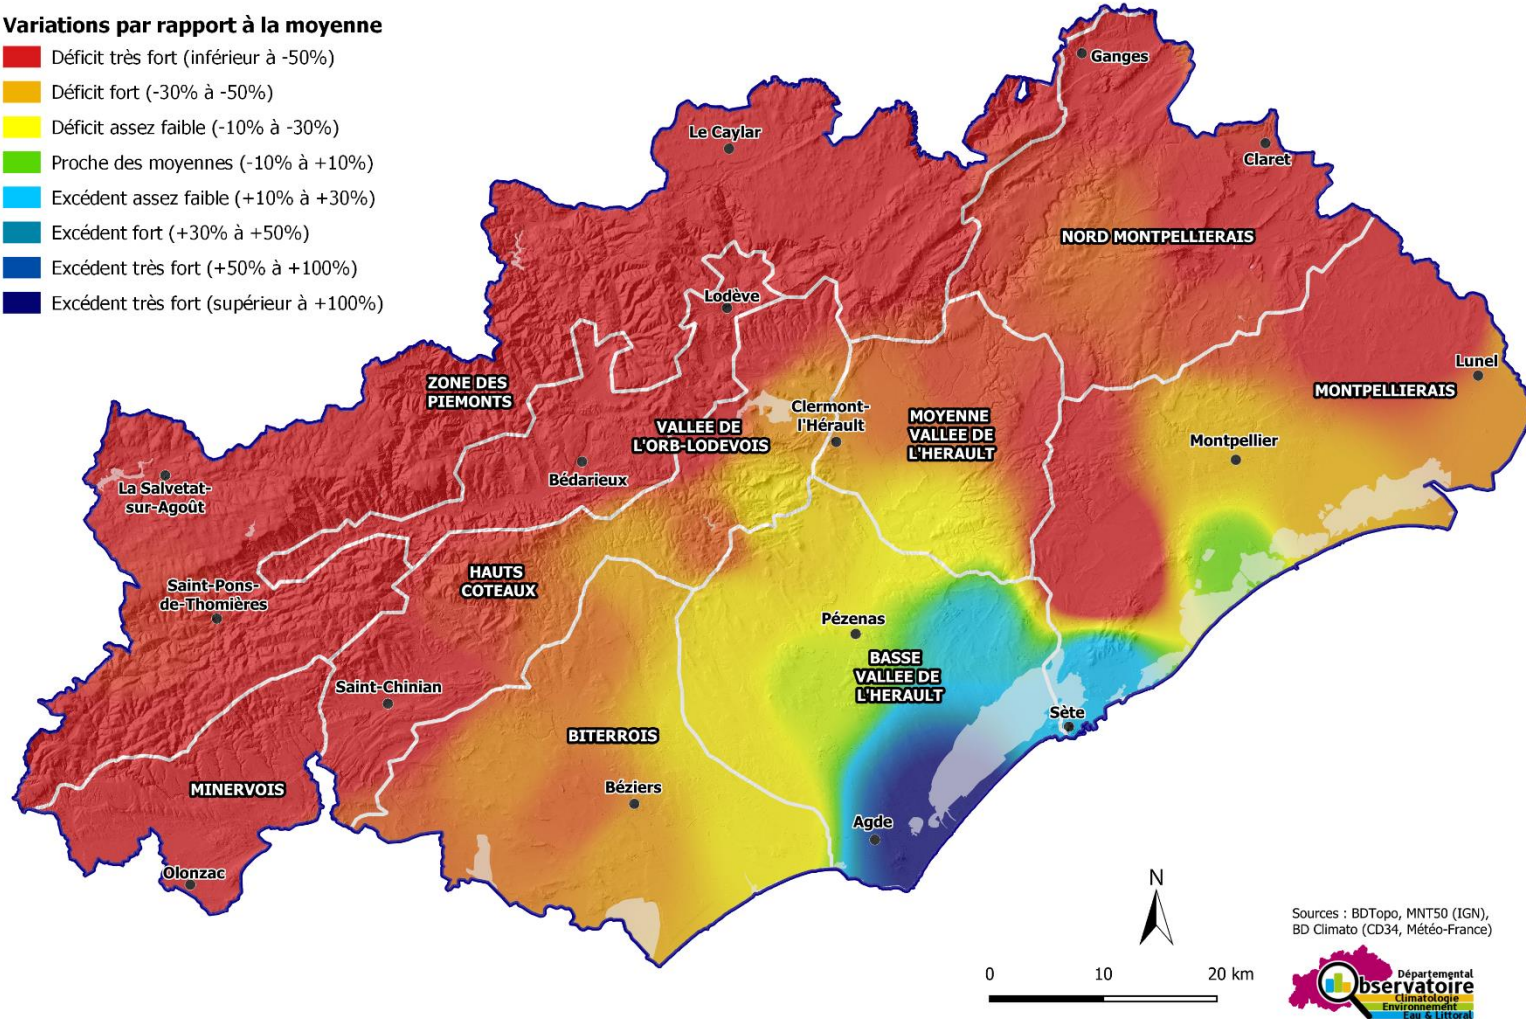 Variations par rapport à la moyenne
Déficit très fort (inférieur à -50%)
Déficit fort (-30% à -50%)
Déficit assez faible (-10% à -30%)
Proche des moyennes (-10% à +10%)
Excédent assez faible (+10% à +30%)
Excédent fort (+30% à +50%)
Excédent très fort (+50% à +100%)
Excédent très fort (supérieur à +100%)
Ganges
Le Caylar
Claret
NORD MONTPELLIERAIS
Lodève
Lunel
ZONE DES
PIEMONTS
MONTPELLIERAIS
Clermont-
l'Hérault
MOYENNE
VALLEE DE
L'HERAULT
VALLEE DE
L'ORB-LODEVOIS
Montpellier
Bédarieux
La Salvetat-
sur-Agoût
HAUTS
COTEAUX
Saint-Pons-
de-Thomières
Pézenas
BASSE
VALLEE DE
L'HERAULT
Saint-Chinian
Sète
BITERROIS
MINERVOIS
Béziers
Agde
Olonzac
N
0 10 20 km
Sources : BDTopo, MNT50 (IGN),
BD Climato (CD34, Météo-France)
Départemental
Observatoire
Climatologie
Environnement
Eau & Littoral